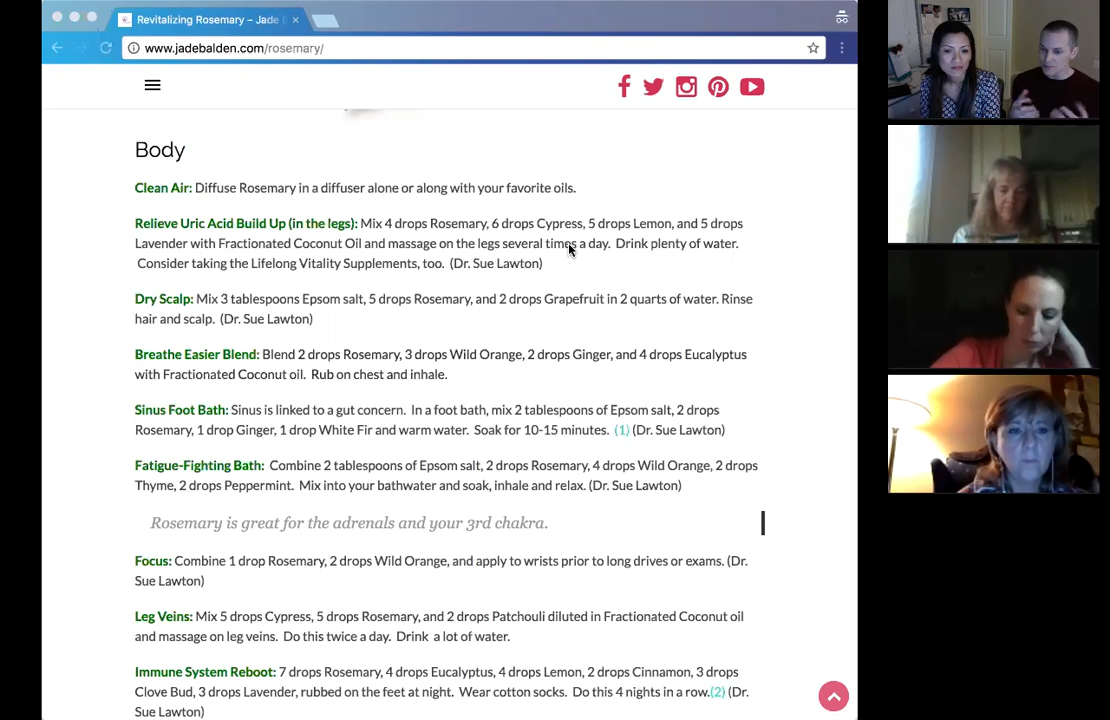 Revitalizing Rosemary – Jade
www.jadebalden.com/rosemary/
Body
Clean Air: Diffuse Rosemary in a diffuser alone or along with your favorite oils.
Relieve Uric Acid Build Up (in the legs): Mix 4 drops Rosemary, 6 drops Cypress, 5 drops Lemon, and 5 drops
Lavender with Fractionated Coconut Oil and massage on the legs several times a day. Drink plenty of water.
Consider taking the Lifelong Vitality Supplements, too. (Dr. Sue Lawton)
Dry Scalp: Mix 3 tablespoons Epsom salt, 5 drops Rosemary, and 2 drops Grapefruit in 2 quarts of water. Rinse
hair and scalp. (Dr. Sue Lawton)
Breathe Easier Blend: Blend 2 drops Rosemary, 3 drops Wild Orange, 2 drops Ginger, and 4 drops Eucalyptus
with Fractionated Coconut oil. Rub on chest and inhale.
Sinus Foot Bath: Sinus is linked to a gut concern. In a foot bath, mix 2 tablespoons of Epsom salt, 2 drops
Rosemary, 1 drop Ginger, 1 drop White Fir and warm water. Soak for 10-15 minutes. (1) (Dr. Sue Lawton)
Fatigue-Fighting Bath: Combine 2 tablespoons of Epsom salt, 2 drops Rosemary, 4 drops Wild Orange, 2 drops
Thyme, 2 drops Peppermint. Mix into your bathwater and soak, inhale and relax. (Dr. Sue Lawton)
Rosemary is great for the adrenals and your 3rd chakra.
Focus: Combine 1 drop Rosemary, 2 drops Wild Orange, and apply to wrists prior to long drives or exams. (Dr.
Sue Lawton)
Leg Veins: Mix 5 drops Cypress, 5 drops Rosemary, and 2 drops Patchouli diluted in Fractionated Coconut oil
and massage on leg veins. Do this twice a day. Drink a lot of water.
Immune System Reboot: 7 drops Rosemary, 4 drops Eucalyptus, 4 drops Lemon, 2 drops Cinnamon, 3 drops
Clove Bud, 3 drops Lavender, rubbed on the feet at night. Wear cotton socks. Do this 4 nights in a row.(2) (Dr.
Sue Lawton)